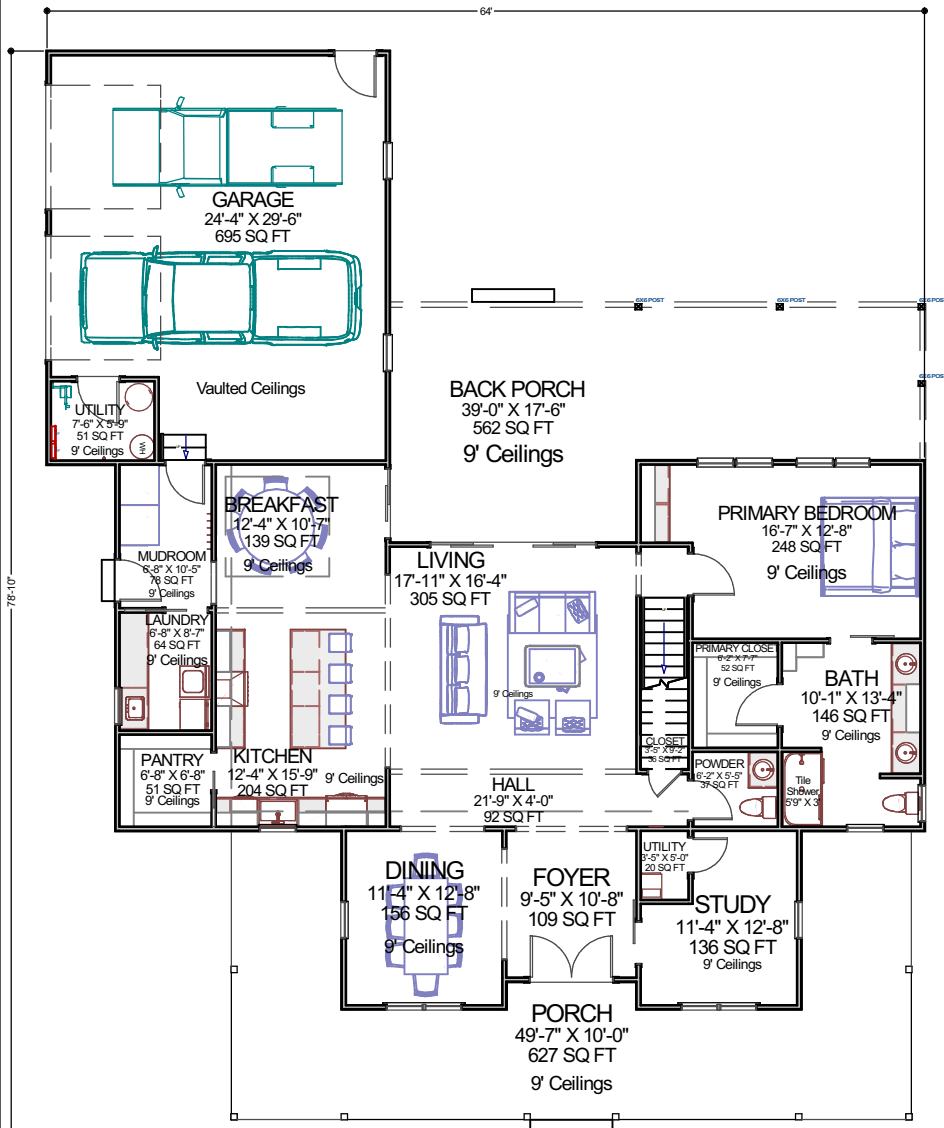 64'
78'-10"
GARAGE
24'-4" X 29'-6"
695 SQ FT
Vaulted Ceilings
6X6 POST
6X6 POST
6X6 POS
6X6 POS
UTILITY
7'-6" X 5'-9"
51 SQ FT
9' Ceilings
WH
BACK PORCH
39'-0" X 17'-6"
562 SQ FT
9' Ceilings
BREAKFAST
12'-4" X 10'-7"
139 SQ FT
9' Ceilings
PRIMARY BEDROOM
16'-7" X 12'-8"
248 SQ FT
9' Ceilings
MUDROOM
6'-8" X 10'-5"
78 SQ FT
9' Ceilings
LIVING
17'-11" X 16'-4"
305 SQ FT
9' Ceilings
LAUNDRY
6'-8" X 8'-7"
64 SQ FT
9' Ceilings
PRIMARY CLOSET
6'-2" X 7'-7"
52 SQ FT
9' Ceilings
BATH
10'-1" X 13'-4"
146 SQ FT
9' Ceilings
PANTRY
6'-8" X 6'-8"
51 SQ FT
9' Ceilings
KITCHEN
12'-4" X 15'-9"
204 SQ FT
9' Ceilings
CLOSET
3'-5" X 9'-2"
36 SQ FT
POWDER
6'-2" X 5'-5"
37 SQ FT
Tile
Shower
5'9" X 3'
HALL
21'-9" X 4'-0"
92 SQ FT
UTILITY
3'-5" X 5'-0"
20 SQ FT
DINING
11'-4" X 12'-8"
156 SQ FT
9' Ceilings
FOYER
9'-5" X 10'-8"
109 SQ FT
STUDY
11'-4" X 12'-8"
136 SQ FT
9' Ceilings
PORCH
49'-7" X 10'-0"
627 SQ FT
9' Ceilings